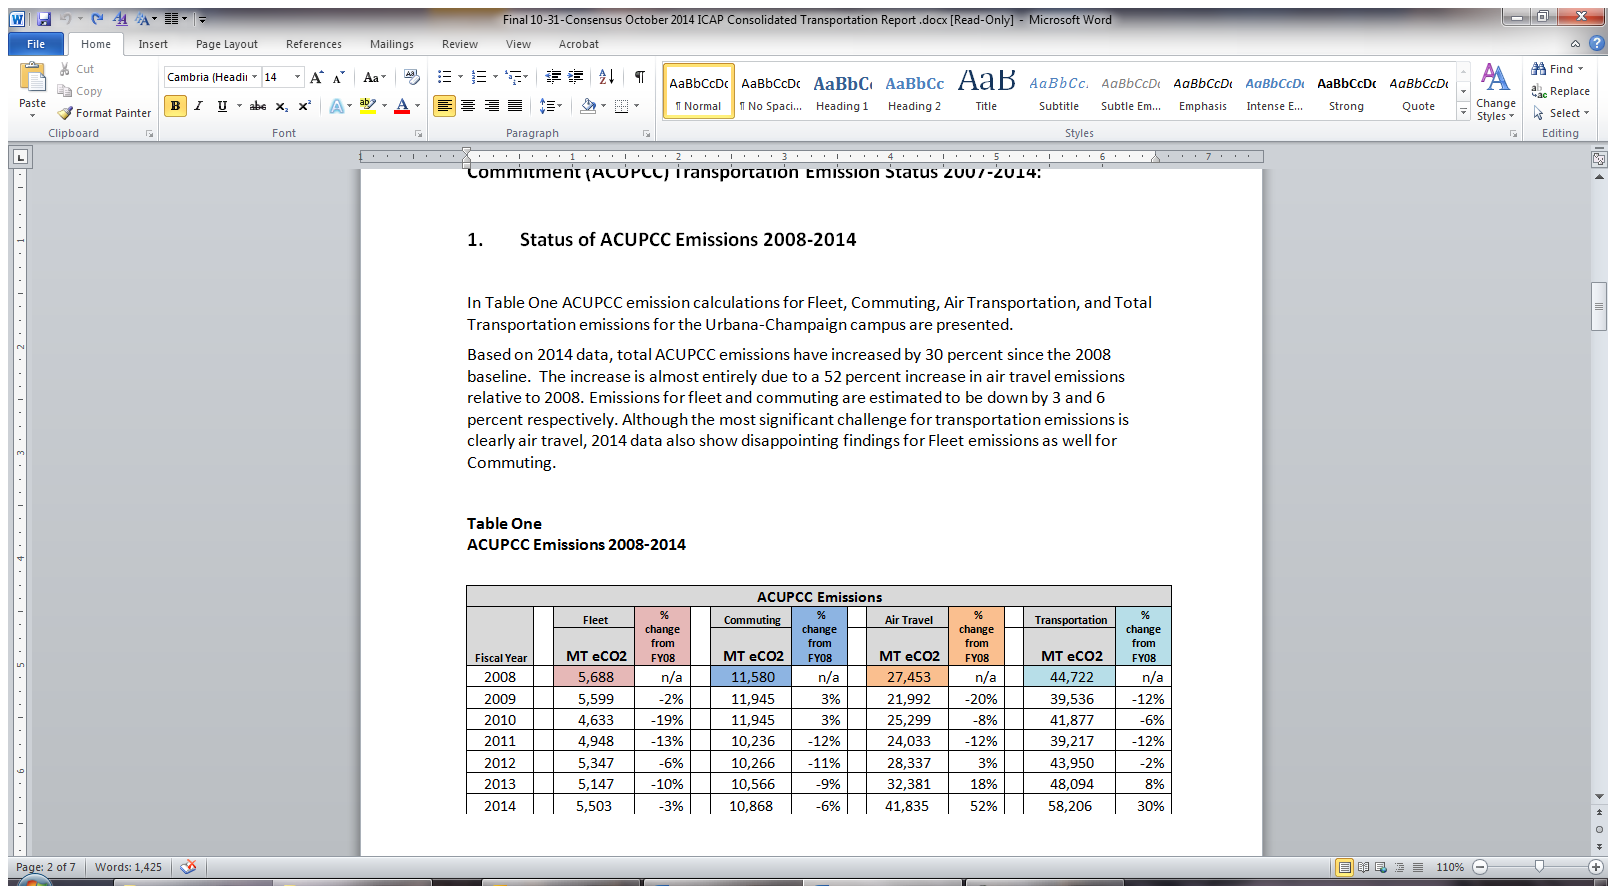 Final 10-31-Consensus October 2014 ICAP Consolidated Transportation Report .docx [Read-Only] - Microsoft Word
File Home Insert Page Layout References Mailings Review View Acrobat
Paste
Cut
Copy
Format Painter
Clipboard
Cambria (Headi 14
Font
Paragraph
AaBbCcDc AaBbCcDc AaBbC AaBbCc AaB AaBbCc. AaBbCcDc AaBbCcDc AaBbCcDc AaBbCcDc AaBbCcDc
¶ Normal ¶ No Spaci... Heading 1 Heading 2 Title Subtitle Subtle Em... Emphasis Intense E... Strong Quote
Change
Styles
Styles
Find
Replace
Select
Editing
Commitment (ACUPCC) Transportation Emission Status 2007-2014:
1. Status of ACUPCC Emissions 2008-2014
In Table One ACUPCC emission calculations for Fleet, Commuting, Air Transportation, and Total
Transportation emissions for the Urbana-Champaign campus are presented.
Based on 2014 data, total ACUPCC emissions have increased by 30 percent since the 2008
baseline. The increase is almost entirely due to a 52 percent increase in air travel emissions
relative to 2008. Emissions for fleet and commuting are estimated to be down by 3 and 6
percent respectively. Although the most significant challenge for transportation emissions is
clearly air travel, 2014 data also show disappointing findings for Fleet emissions as well for
Commuting.
Table One
ACUPCC Emissions 2008-2014
ACUPCC Emissions
Fiscal Year Fleet MT eCO2 % change from FY08 Commuting MT eCO2 % change from FY08 Air Travel MT eCO2 % change from FY08 Transportation MT eCO2 % change from FY08
2008 5,688 n/a 11,580 n/a 27,453 n/a 44,722 n/a
2009 5,599 -2% 11,945 3% 21,992 -20% 39,536 -12%
2010 4,633 -19% 11,945 3% 25,299 -8% 41,877 -6%
2011 4,948 -13% 10,236 -12% 24,033 -12% 39,217 -12%
2012 5,347 -6% 10,266 -11% 28,337 3% 43,950 -2%
2013 5,147 -10% 10,566 -9% 32,381 18% 48,094 8%
2014 5,503 -3% 10,868 -6% 41,835 52% 58,206 30%
Page: 2 of 7 Words: 1,425 110%